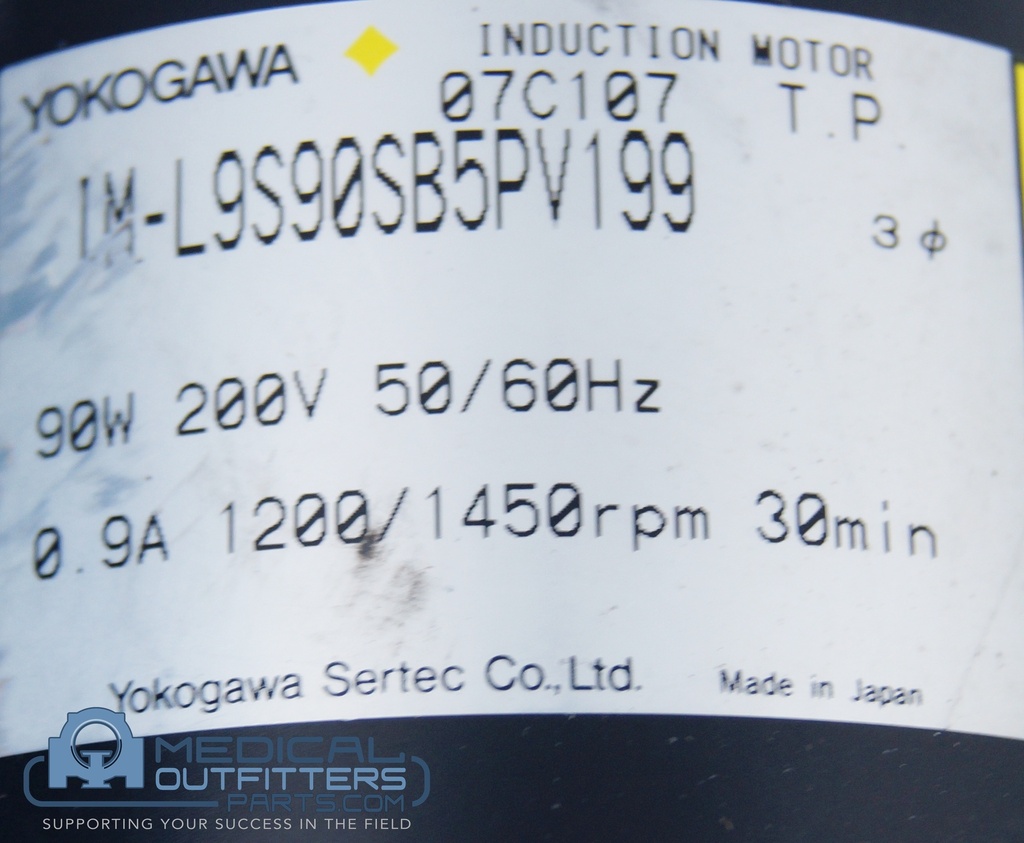 YOKOGAWA INDUCTION MOTOR
07C107 T.P
IM-L9S90SB5PV199
3 ϕ
90W 200V 50/60Hz
0.9A 1200/1450rpm 30min
Yokogawa Sertec Co.,Ltd. Made in Japan
MEDICAL
OUTFITTERS
PARTS.COM
SUPPORTING YOUR SUCCESS IN THE FIELD